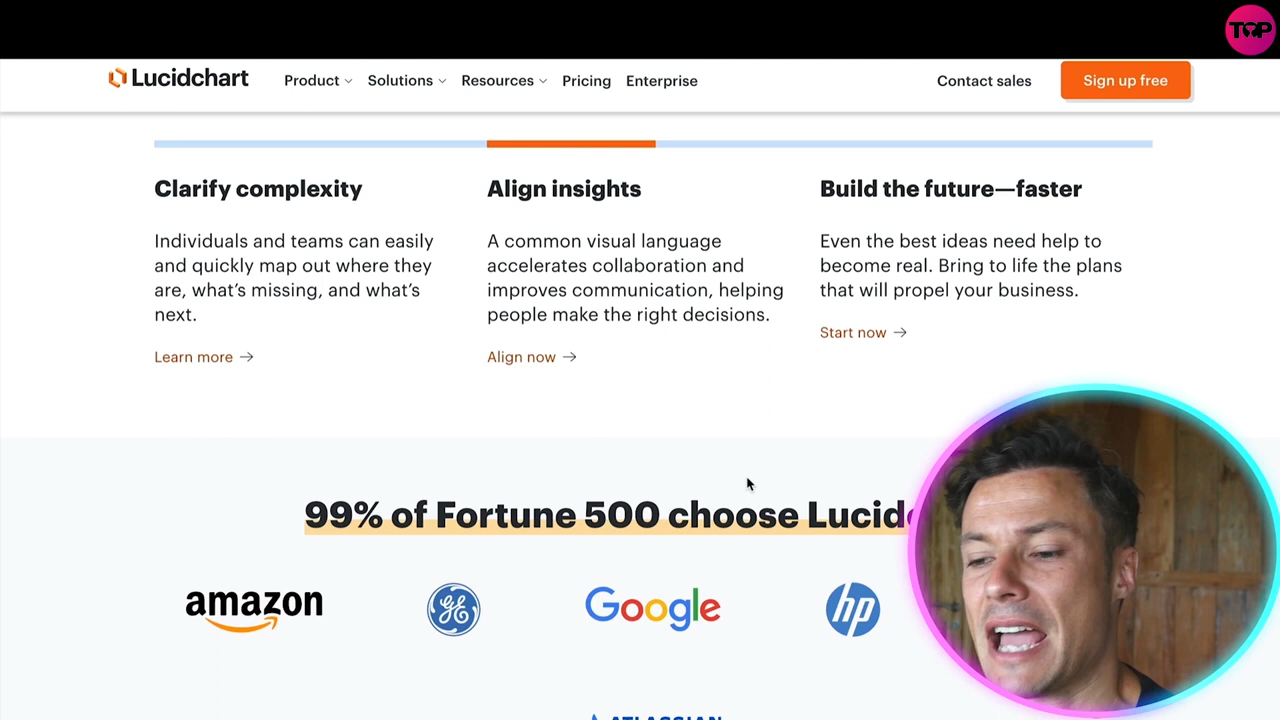 TOP
Lucidchart
Product
Solutions
Resources
Pricing
Enterprise
Contact sales
Sign up free
Clarify complexity
Individuals and teams can easily
and quickly map out where they
are, what's missing, and what's
next.
Learn more →
Align insights
A common visual language
accelerates collaboration and
improves communication, helping
people make the right decisions.
Align now →
Build the future—faster
Even the best ideas need help to
become real. Bring to life the plans
that will propel your business.
Start now →
99% of Fortune 500 choose Lucid
amazon
GE
Google
hp
ATLASSIAN